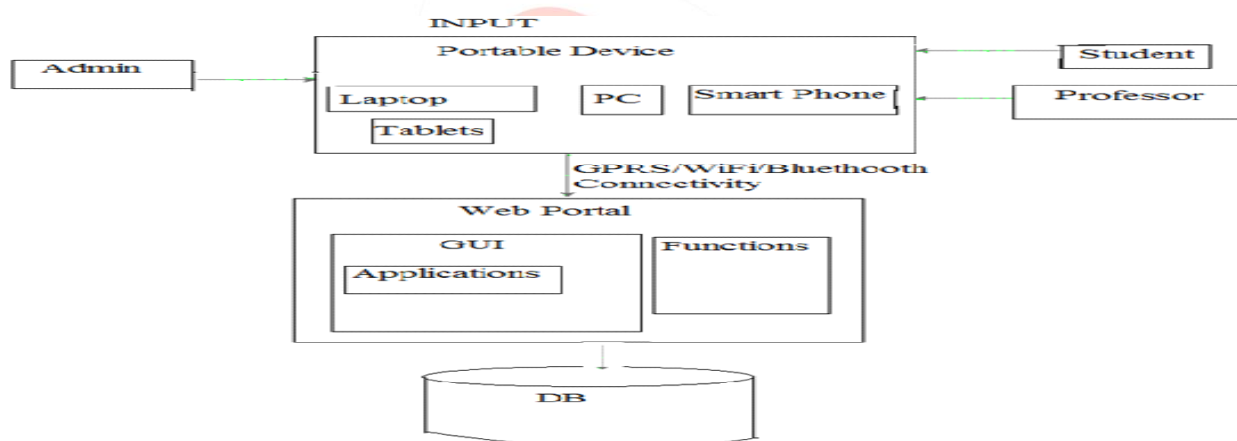 INPUT
Portable Device
Admin
Student
Laptop
PC
Smart Phone
Professor
Tablets
GPRS/WiFi/Bluethooth
Connectivity
Web Portal
GUI
Functions
Applications
DB